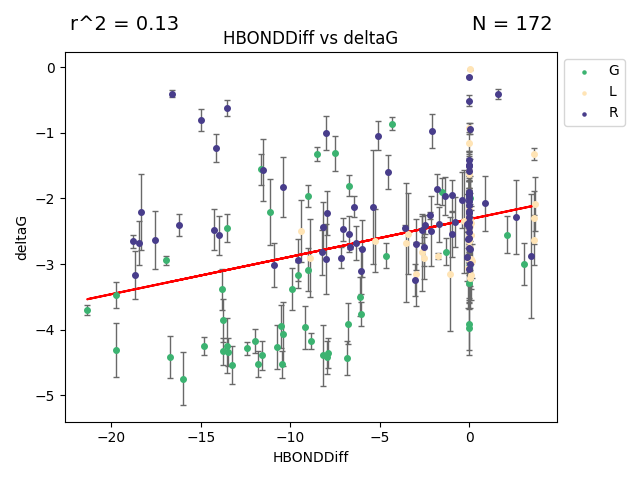 r^2 = 0.13
N = 172
HBONDDiff vs deltaG
G
L
R
deltaG
0
−1
−2
−3
−4
−5
−20
−15
−10
−5
0
HBONDDiff